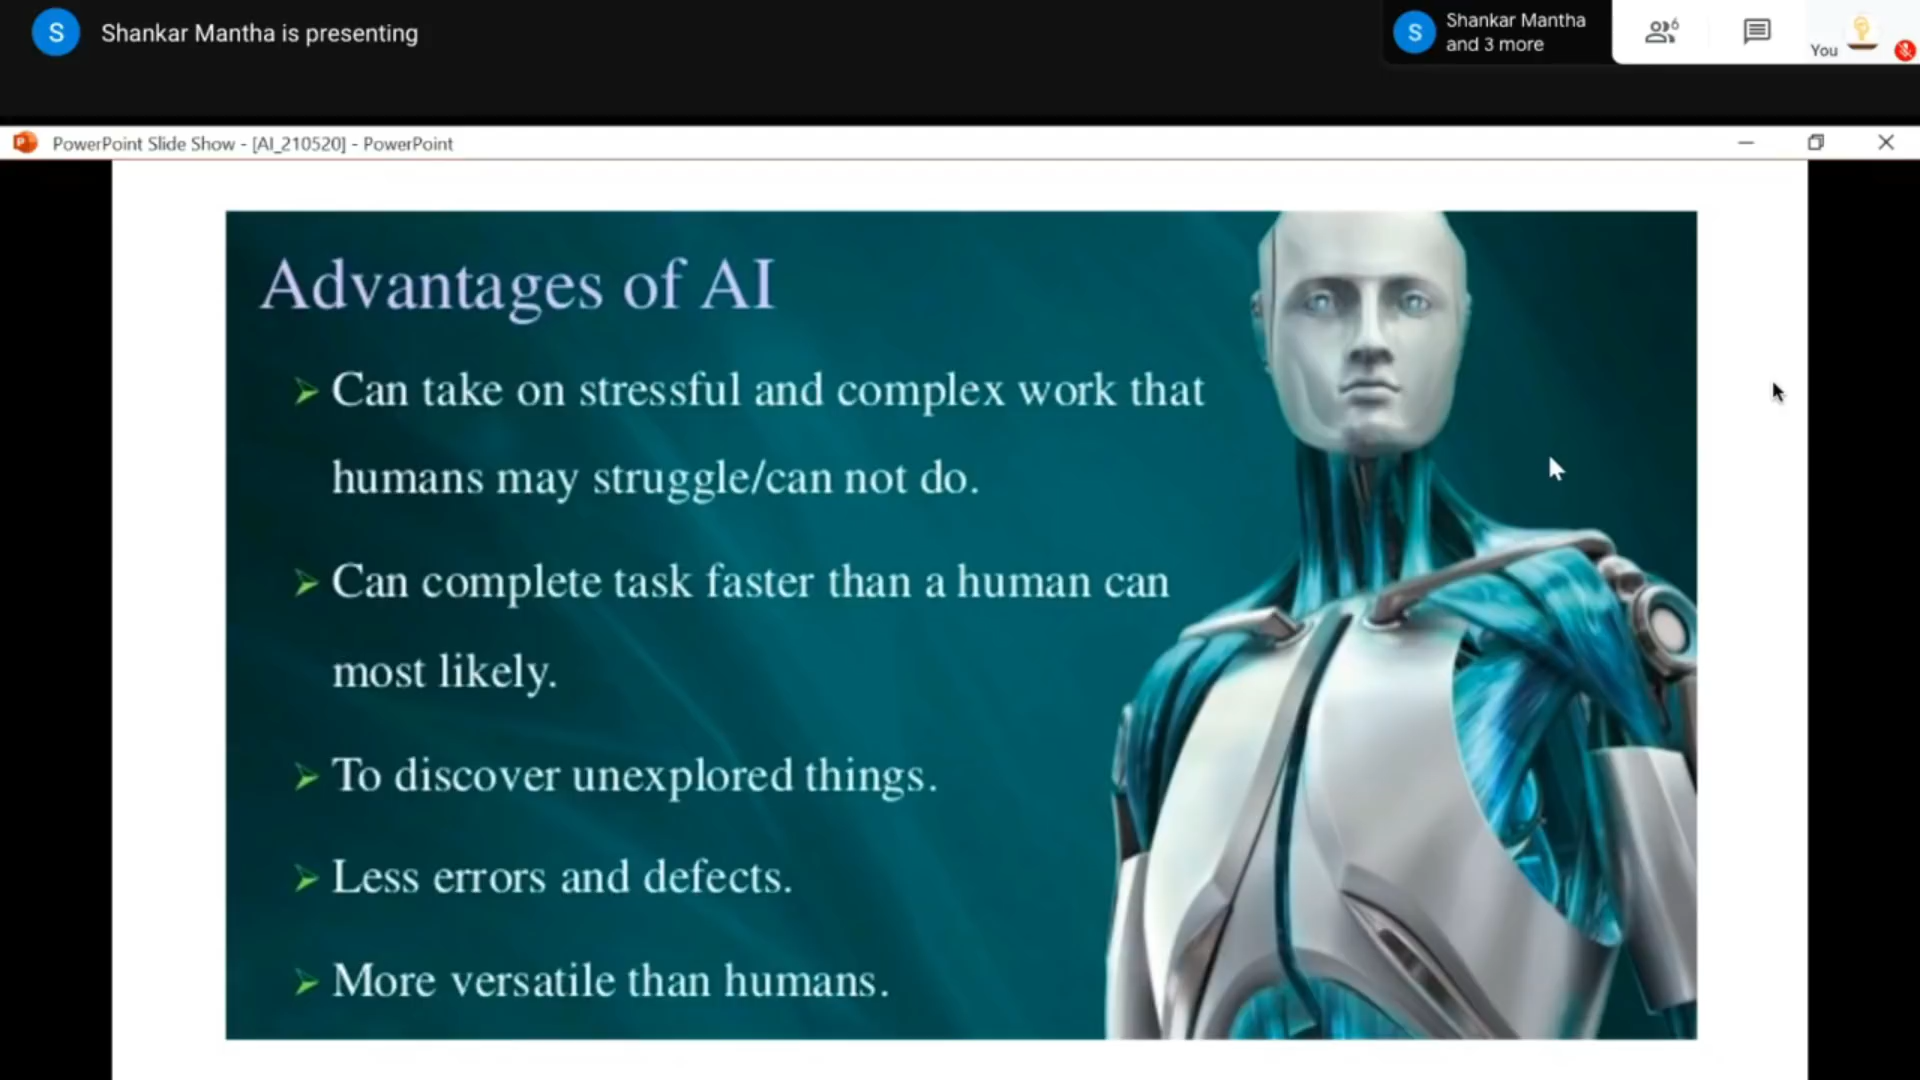 S
Shankar Mantha is presenting
S
Shankar Mantha
and 3 more
6
You
PowerPoint Slide Show - [AI_210520] - PowerPoint
Advantages of AI
Can take on stressful and complex work that
humans may struggle/can not do.
Can complete task faster than a human can
most likely.
To discover unexplored things.
Less errors and defects.
More versatile than humans.